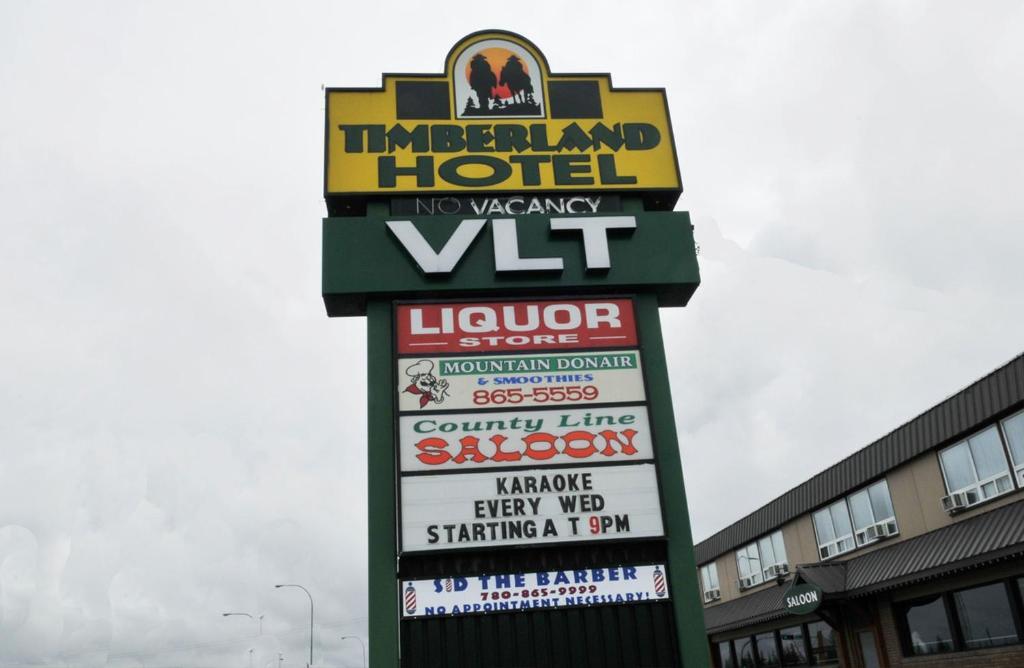 TIMBERLAND
HOTEL
NO VACANCY
VLT
LIQUOR
STORE
MOUNTAIN DONAIR
& SMOOTHIES
865-5559
County Line
SALOON
KARAOKE
EVERY WED
STARTING A T 9PM
SID THE BARBER
780-865-9999
NO APPOINTMENT NECESSARY!
SALOON